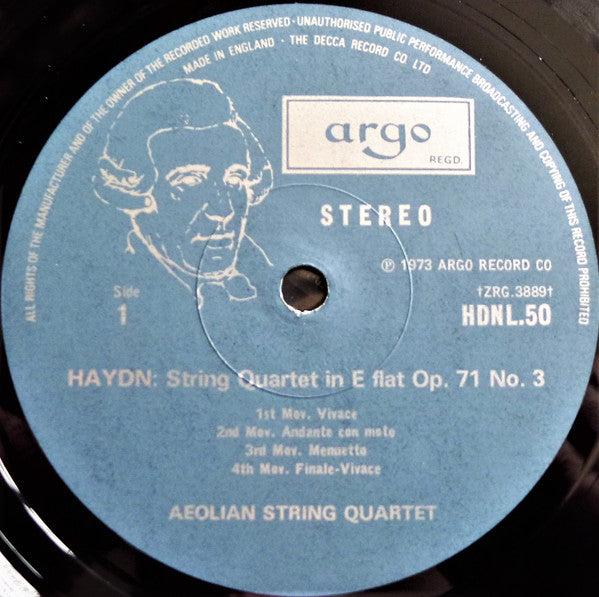 ALL RIGHTS OF THE MANUFACTURER AND OF THE OWNER OF THE RECORDED WORK RESERVED · UNAUTHORISED PUBLIC PERFORMANCE BROADCASTING AND COPYING OF THIS RECORD PROHIBITED
MADE IN ENGLAND · THE DECCA RECORD CO LTD
argo
REGD.
STEREO
℗ 1973 ARGO RECORD CO
Side
1
†ZRG.3889†
HDNL.50
HAYDN: String Quartet in E flat Op. 71 No. 3
1st Mov. Vivace
2nd Mov. Andante con moto
3rd Mov. Menuetto
4th Mov. Finale-Vivace
AEOLIAN STRING QUARTET